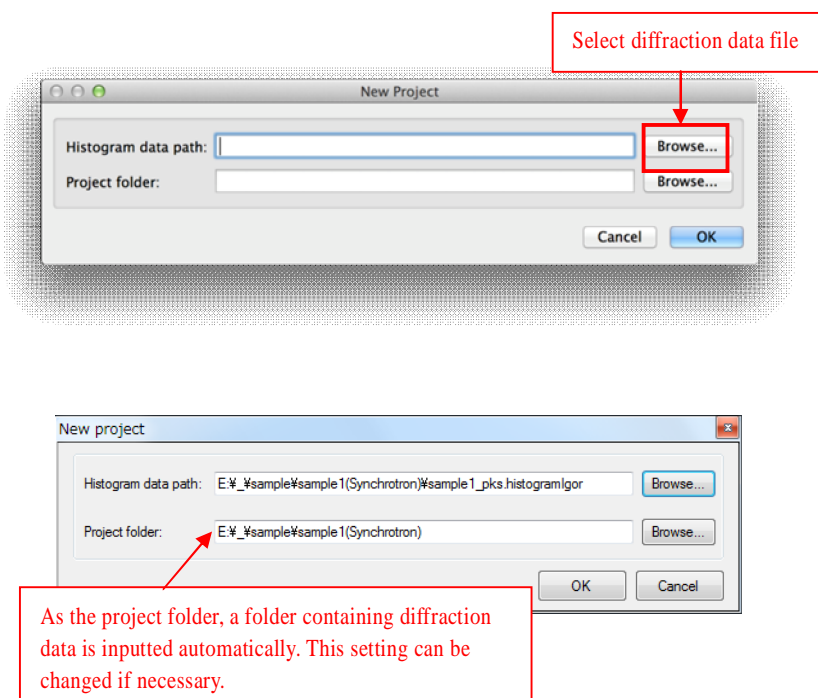 Select diffraction data file
New Project
Histogram data path: Browse...
Project folder: Browse...
Cancel OK
New project
Histogram data path: E:¥_¥sample¥sample1(Synchrotron)¥sample1_pks.histogramIgor Browse...
Project folder: E:¥_¥sample¥sample1(Synchrotron) Browse...
OK Cancel
As the project folder, a folder containing diffraction
data is inputted automatically. This setting can be
changed if necessary.